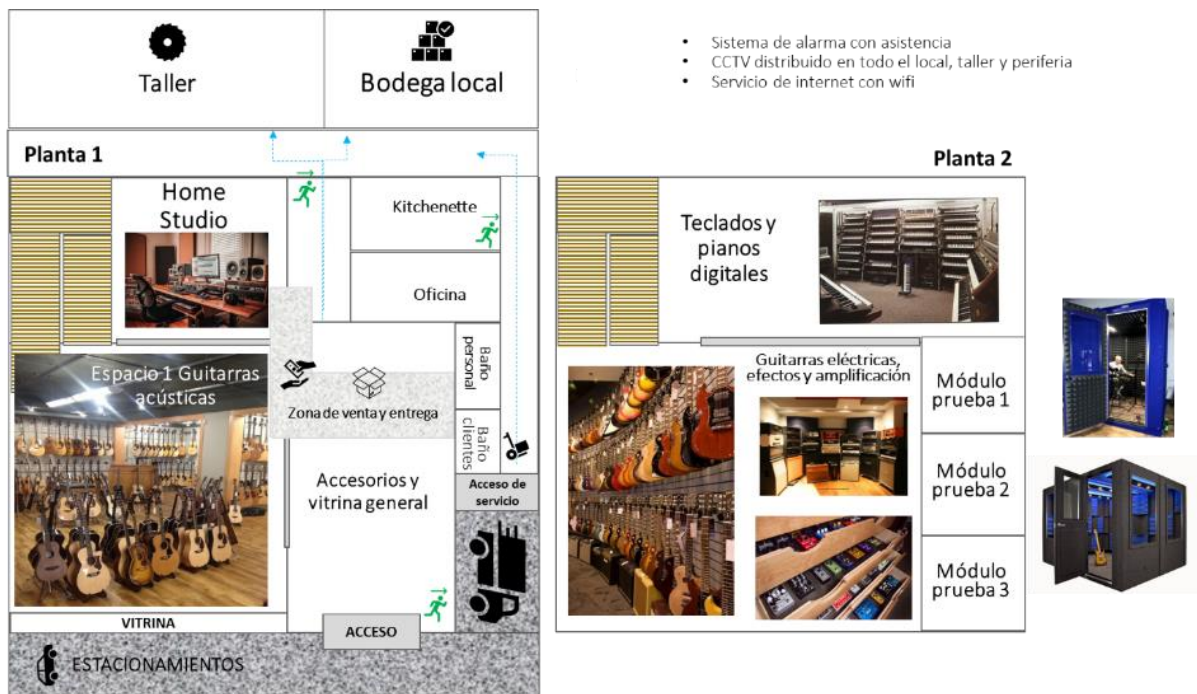 Taller
Bodega local
• Sistema de alarma con asistencia
• CCTV distribuido en todo el local, taller y periferia
• Servicio de internet con wifi
Planta 1
Home
Studio
Kitchenette
Oficina
Espacio 1 Guitarras
acústicas
Zona de venta y entrega
Baño
personal
Baño
clientes
Accesorios y
vitrina general
Acceso de
servicio
VITRINA
ACCESO
ESTACIONAMIENTOS
Planta 2
Teclados y
pianos
digitales
Guitarras eléctricas,
efectos y amplificación
Módulo
prueba 1
Módulo
prueba 2
Módulo
prueba 3